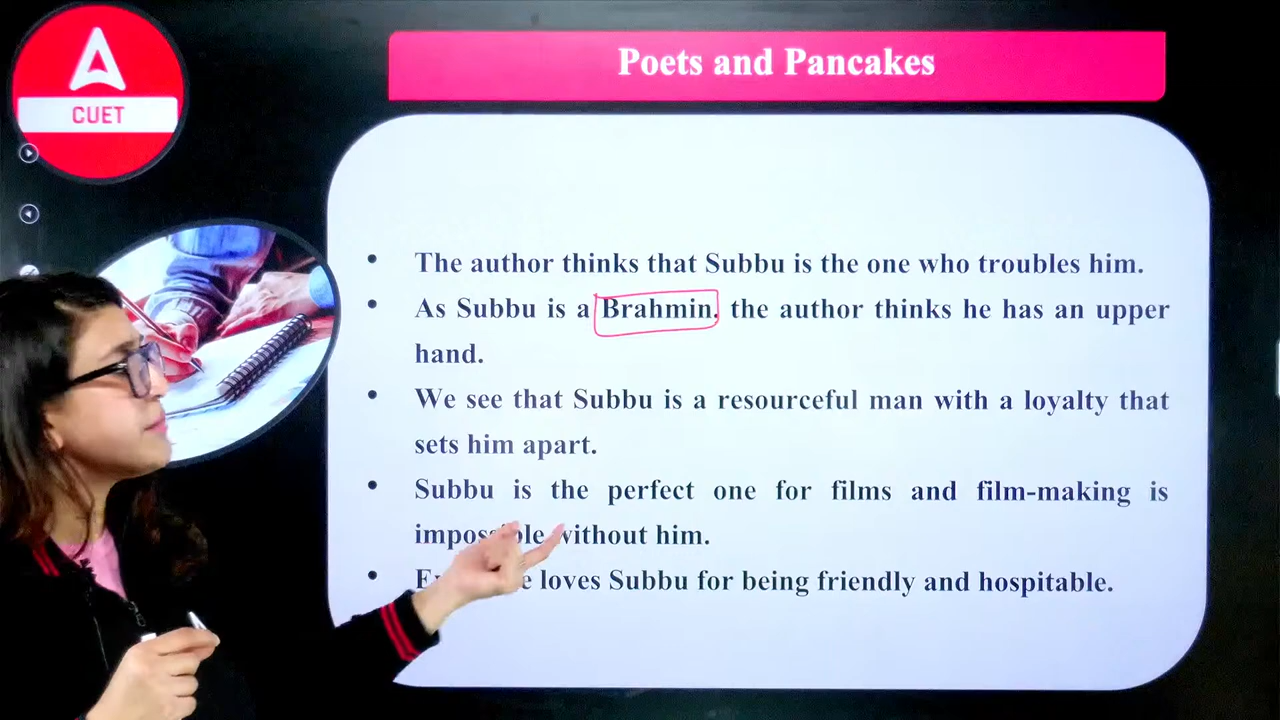 CUET
Poets and Pancakes
• The author thinks that Subbu is the one who troubles him.
• As Subbu is a Brahmin. the author thinks he has an upper
hand.
• We see that Subbu is a resourceful man with a loyalty that
sets him apart.
• Subbu is the perfect one for films and film-making is
without him.
• loves Subbu for being friendly and hospitable.